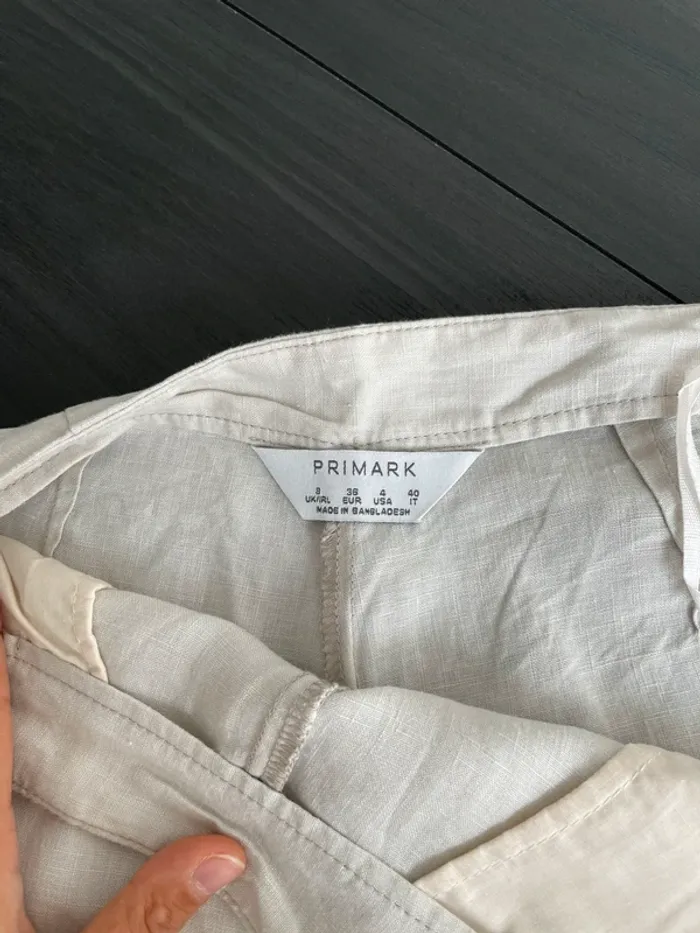 PRIMARK
8 36 4 40
UK/IRL EUR USA IT
MADE IN BANGLADESH